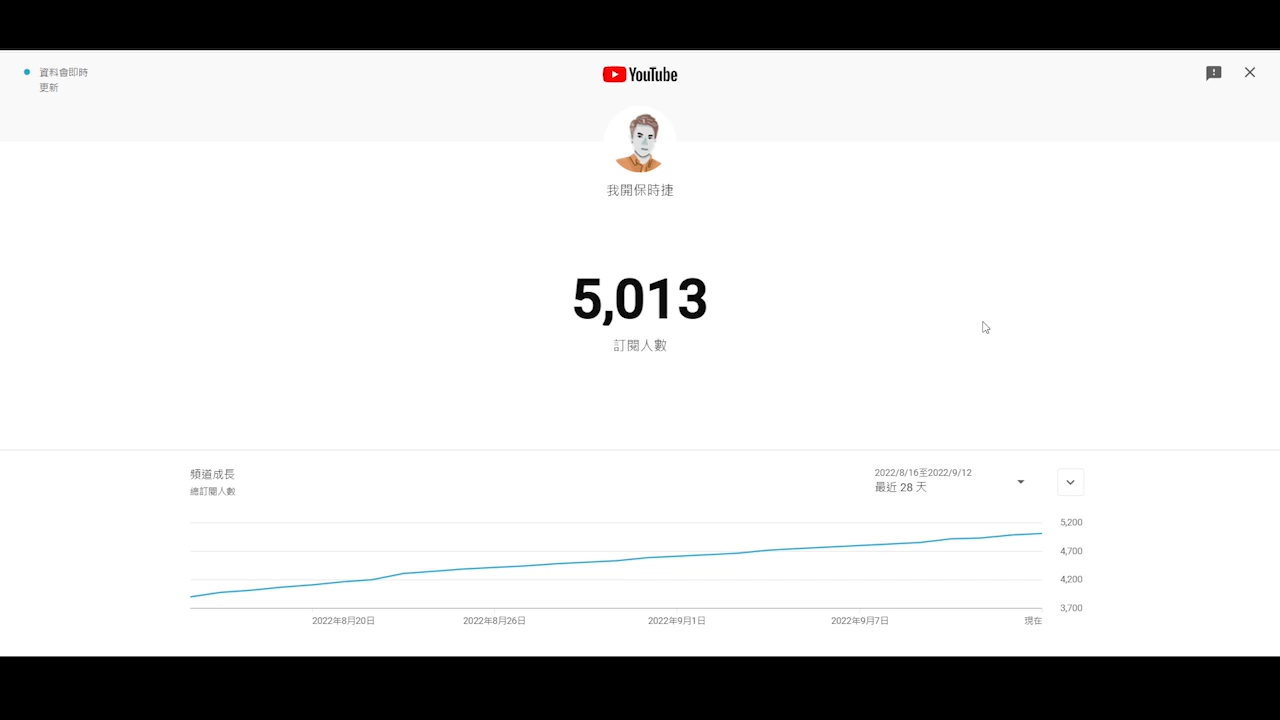 資料會即時
更新
YouTube
我開保時捷
5,013
訂閱人數
頻道成長
總訂閱人數
2022/8/16至2022/9/12
最近 28 天
5,200
4,700
4,200
3,700
2022年8月20日
2022年8月26日
2022年9月1日
2022年9月7日
現在